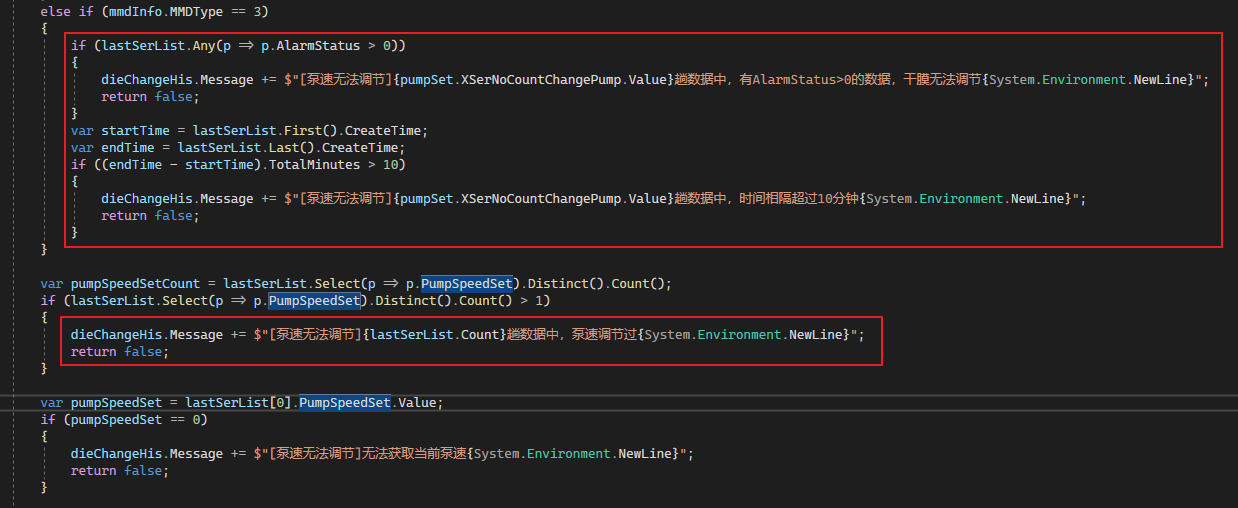 else if (mmdInfo.MMDType == 3)
{
if (lastSerList.Any(p => p.AlarmStatus > 0))
{
dieChangeHis.Message += $"[泵速无法调节]{pumpSet.XSerNoCountChangePump.Value}趟数据中，有AlarmStatus>0的数据，干膜无法调节{System.Environment.NewLine}";
return false;
}
var startTime = lastSerList.First().CreateTime;
var endTime = lastSerList.Last().CreateTime;
if ((endTime - startTime).TotalMinutes > 10)
{
dieChangeHis.Message += $"[泵速无法调节]{pumpSet.XSerNoCountChangePump.Value}趟数据中，时间相隔超过10分钟{System.Environment.NewLine}";
return false;
}
}
var pumpSpeedSetCount = lastSerList.Select(p => p.PumpSpeedSet).Distinct().Count();
if (lastSerList.Select(p => p.PumpSpeedSet).Distinct().Count() > 1)
{
dieChangeHis.Message += $"[泵速无法调节]{lastSerList.Count}趟数据中，泵速调节过{System.Environment.NewLine}";
return false;
}
var pumpSpeedSet = lastSerList[0].PumpSpeedSet.Value;
if (pumpSpeedSet == 0)
{
dieChangeHis.Message += $"[泵速无法调节]无法获取当前泵速{System.Environment.NewLine}";
return false;
}